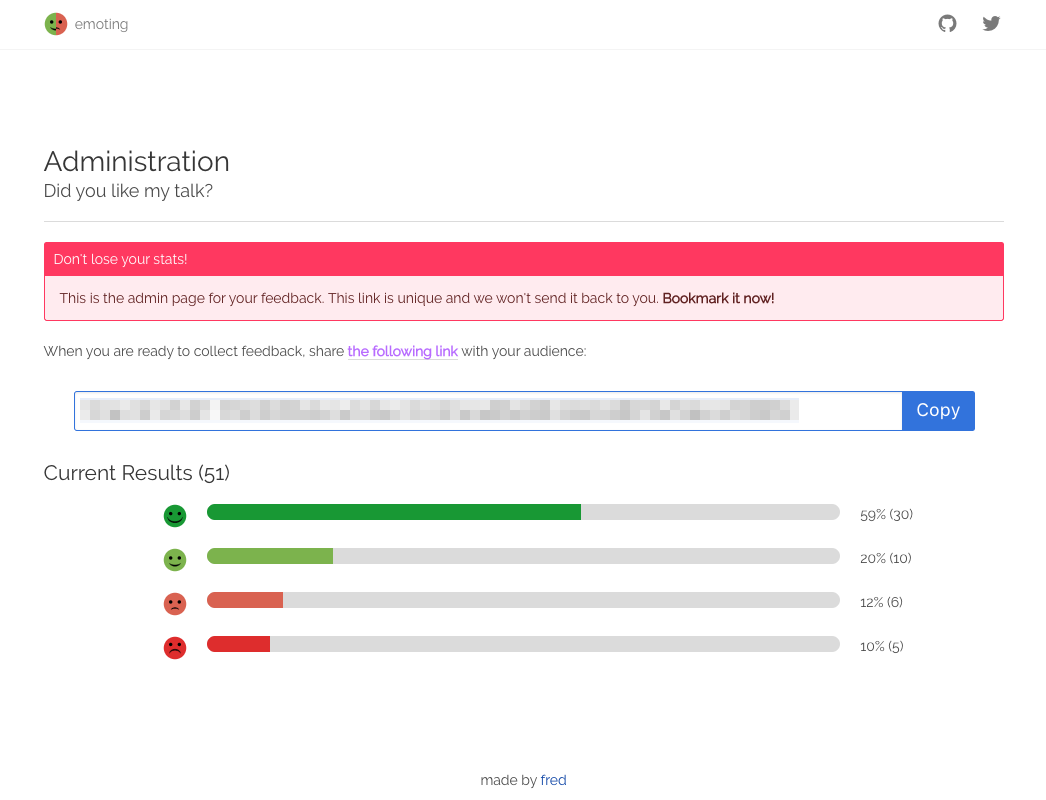 emoting
Administration
Did you like my talk?
Don't lose your stats!
This is the admin page for your feedback. This link is unique and we won't send it back to you. Bookmark it now!
When you are ready to collect feedback, share the following link with your audience:
Copy
Current Results (51)
59% (30)
20% (10)
12% (6)
10% (5)
made by fred